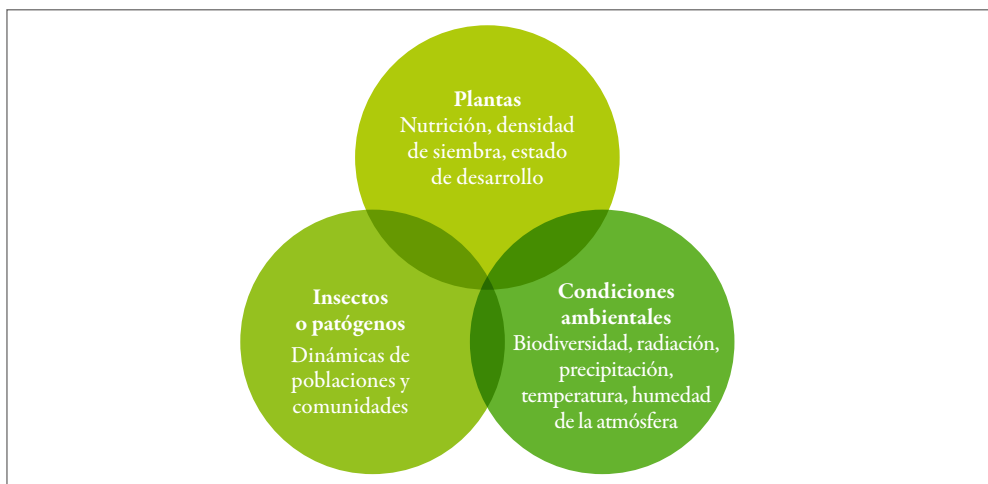 Plantas
Nutrición, densidad
de siembra, estado
de desarrollo
Insectos
o patógenos
Dinámicas de
poblaciones y
comunidades
Condiciones
ambientales
Biodiversidad, radiación,
precipitación,
temperatura, humedad
de la atmósfera